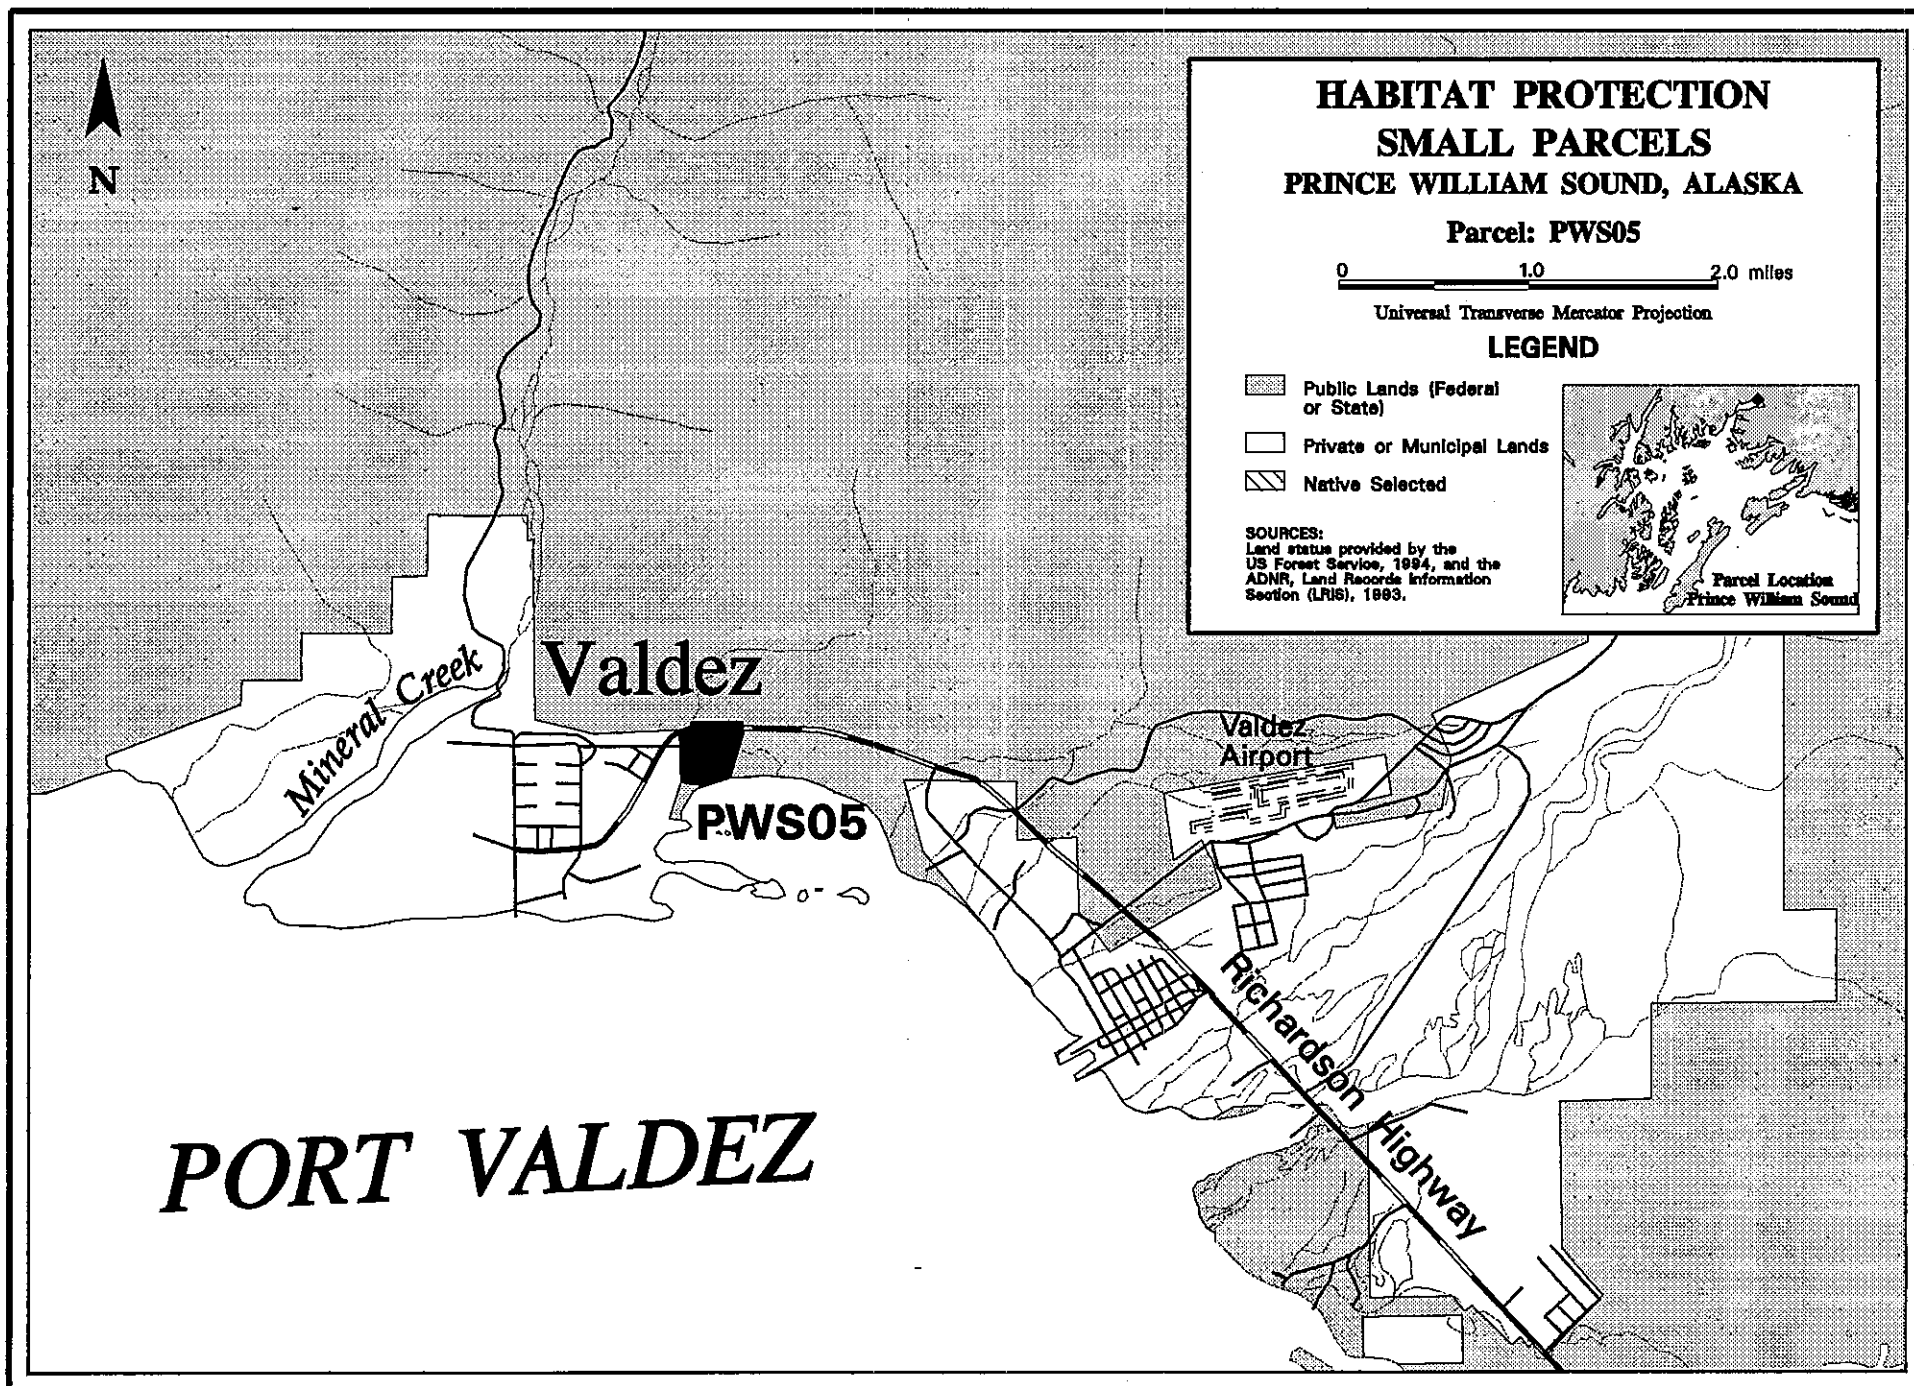 N
HABITAT PROTECTION
SMALL PARCELS
PRINCE WILLIAM SOUND, ALASKA
Parcel: PWS05
0 1.0 2.0 miles
Universal Transverse Mercator Projection
LEGEND
Public Lands (Federal
or State)
Private or Municipal Lands
Native Selected
SOURCES:
Land status provided by the
US Forest Service, 1994, and the
ADNR, Land Records Information
Section (LRIS), 1993.
Parcel Location
Prince William Sound
Mineral Creek
Valdez
PWS05
Valdez
Airport
Richardson Highway
PORT VALDEZ